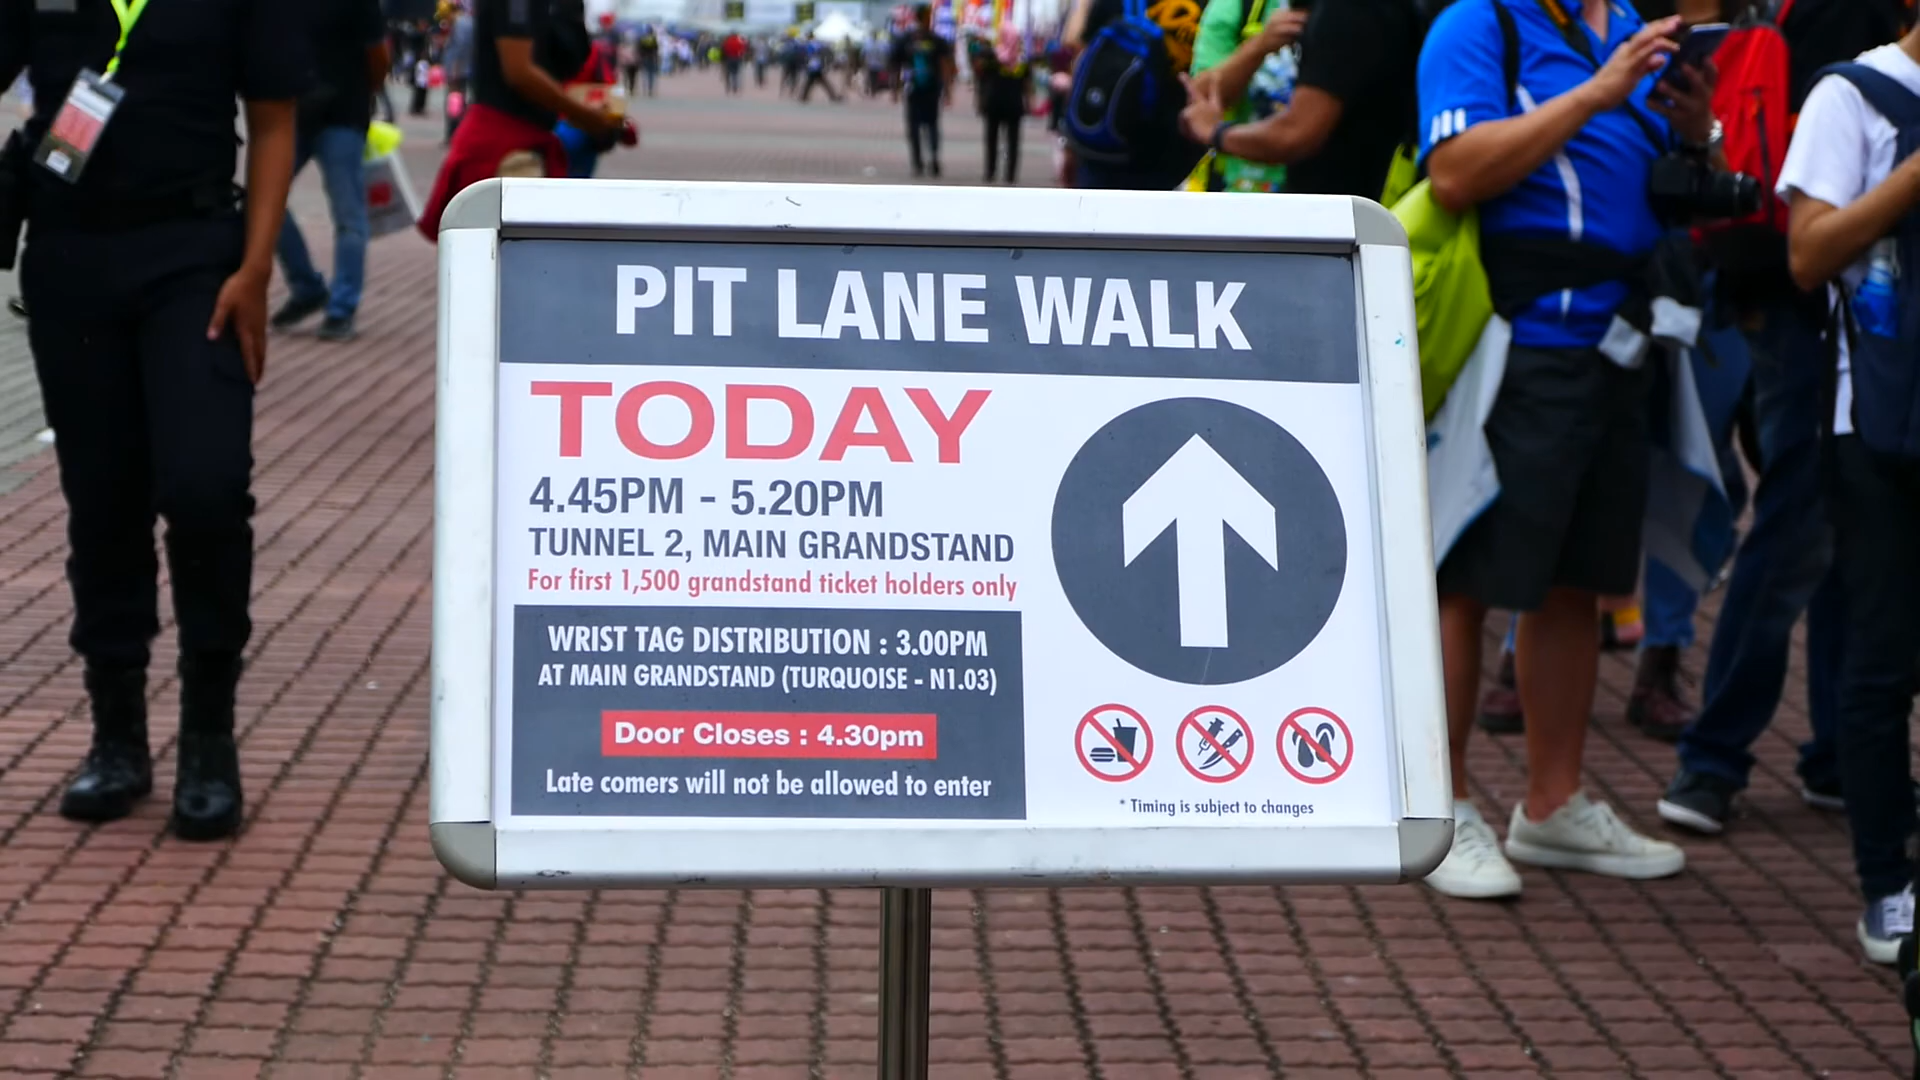 PIT LANE WALK
TODAY
4.45PM - 5.20PM
TUNNEL 2, MAIN GRANDSTAND
For first 1,500 grandstand ticket holders only
WRIST TAG DISTRIBUTION : 3.00PM
AT MAIN GRANDSTAND (TURQUOISE - N1.03)
Door Closes : 4.30pm
Late comers will not be allowed to enter
* Timing is subject to changes